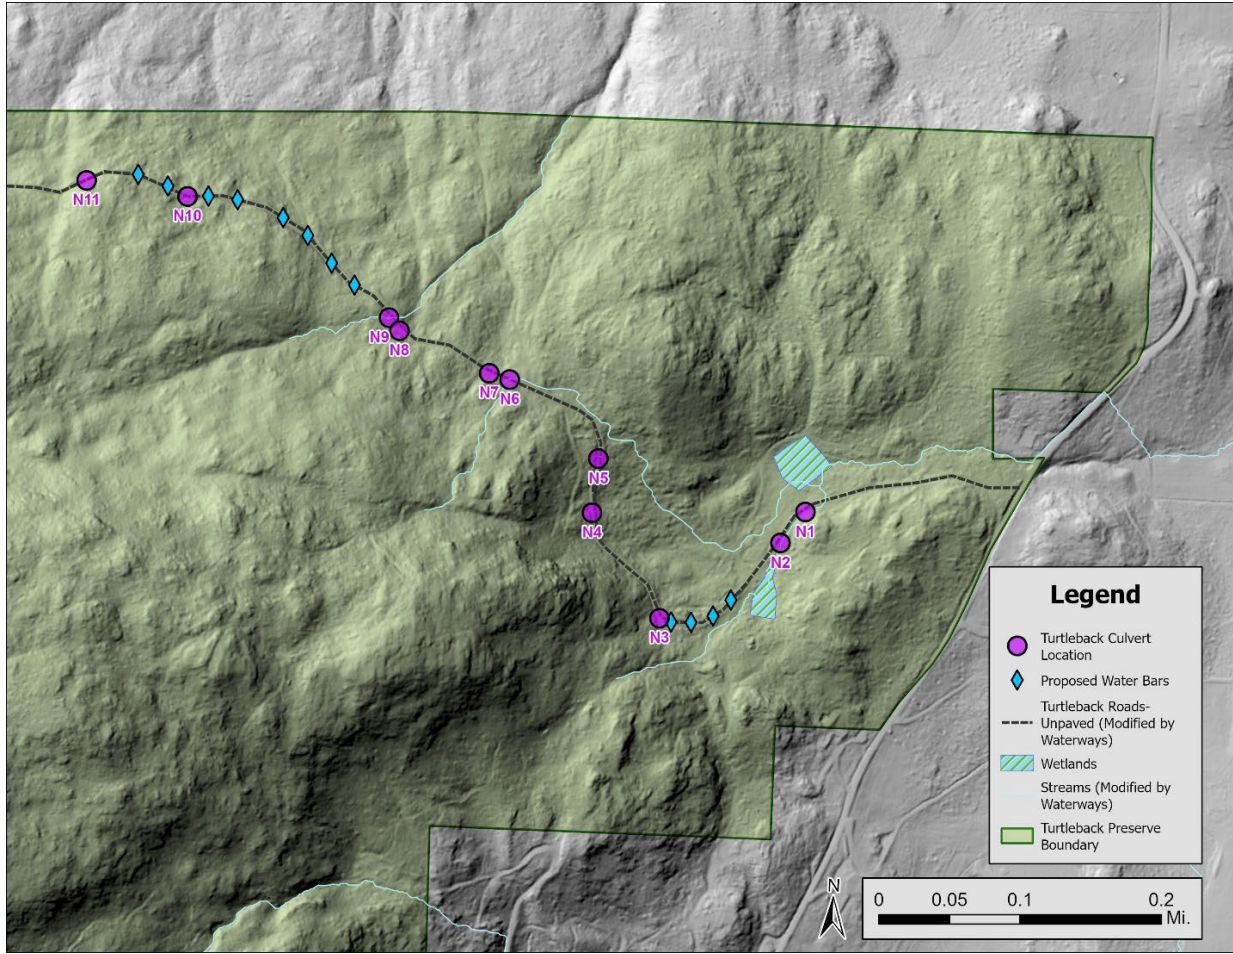 N11
N10
N9
N8
N7
N6
N5
N4
N1
N2
N3
Legend
Turtleback Culvert
Location
Proposed Water Bars
Turtleback Roads-
Unpaved (Modified by
Waterways)
Wetlands
Streams (Modified by
Waterways)
Turtleback Preserve
Boundary
N
0 0.05 0.1 0.2
Mi.